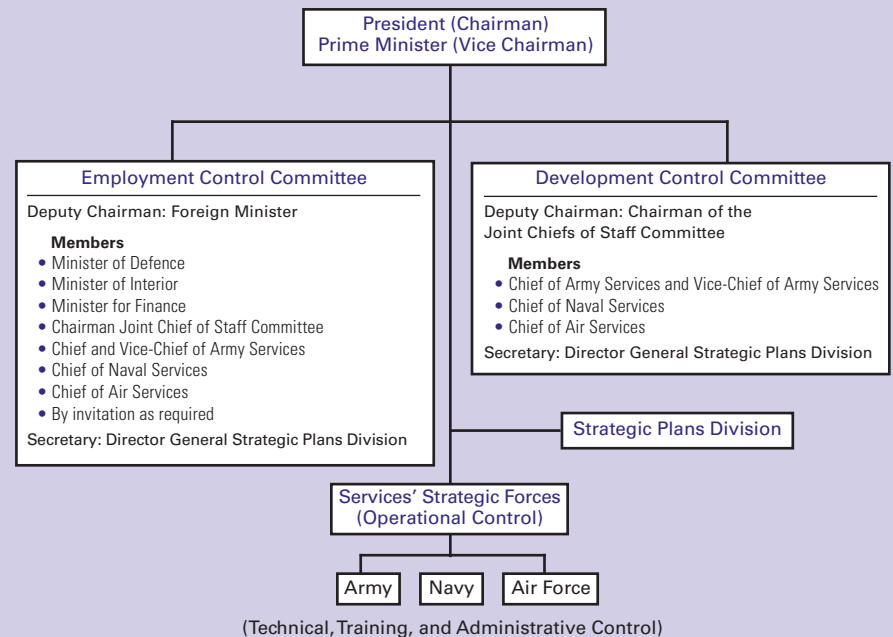 President (Chairman)
Prime Minister (Vice Chairman)
Employment Control Committee
Deputy Chairman: Foreign Minister
Members
• Minister of Defence
• Minister of Interior
• Minister for Finance
• Chairman Joint Chief of Staff Committee
• Chief and Vice-Chief of Army Services
• Chief of Naval Services
• Chief of Air Services
• By invitation as required
Secretary: Director General Strategic Plans Division
Development Control Committee
Deputy Chairman: Chairman of the
Joint Chiefs of Staff Committee
Members
• Chief of Army Services and Vice-Chief of Army Services
• Chief of Naval Services
• Chief of Air Services
Secretary: Director General Strategic Plans Division
Strategic Plans Division
Services’ Strategic Forces
(Operational Control)
Army
Navy
Air Force
(Technical, Training, and Administrative Control)